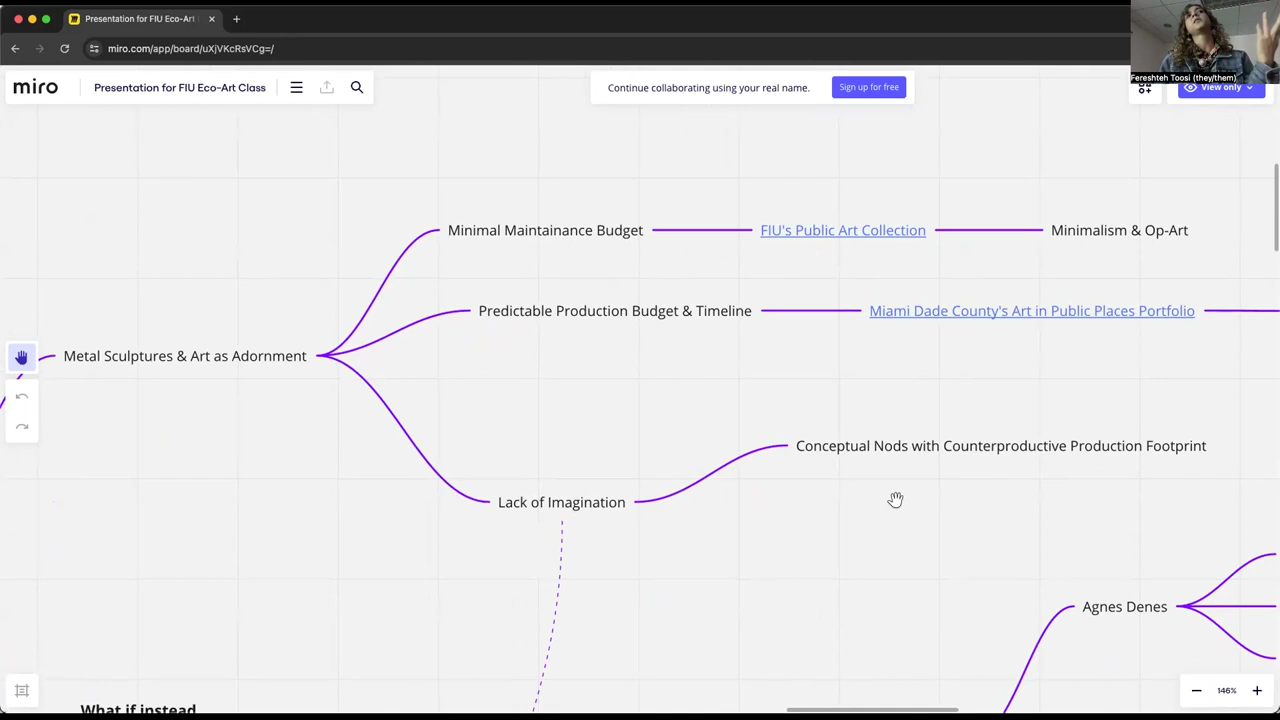 Presentation for FIU Eco-Art
miro.com/app/board/uXjVKcRsVCg=/
Fereshteh Toosi (they/them)
miro
Presentation for FIU Eco-Art Class
Continue collaborating using your real name.
Sign up for free
View only
Minimal Maintainance Budget
FIU's Public Art Collection
Minimalism & Op-Art
Predictable Production Budget & Timeline
Miami Dade County's Art in Public Places Portfolio
Metal Sculptures & Art as Adornment
Conceptual Nods with Counterproductive Production Footprint
Lack of Imagination
Agnes Denes
146%
What if instead